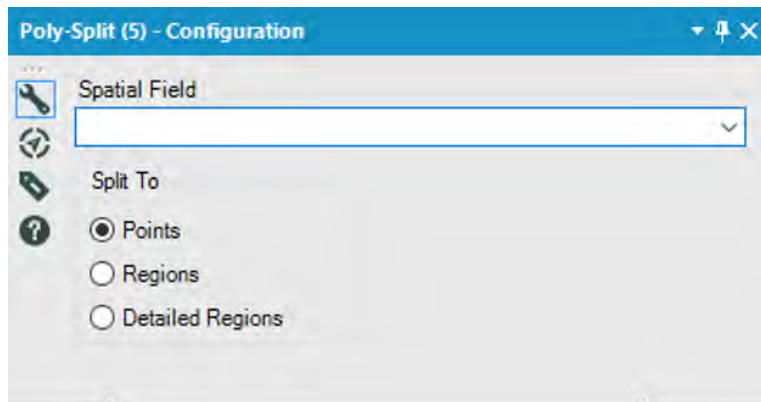 Poly-Split (5) - Configuration
Spatial Field
Split To
Points
Regions
Detailed Regions